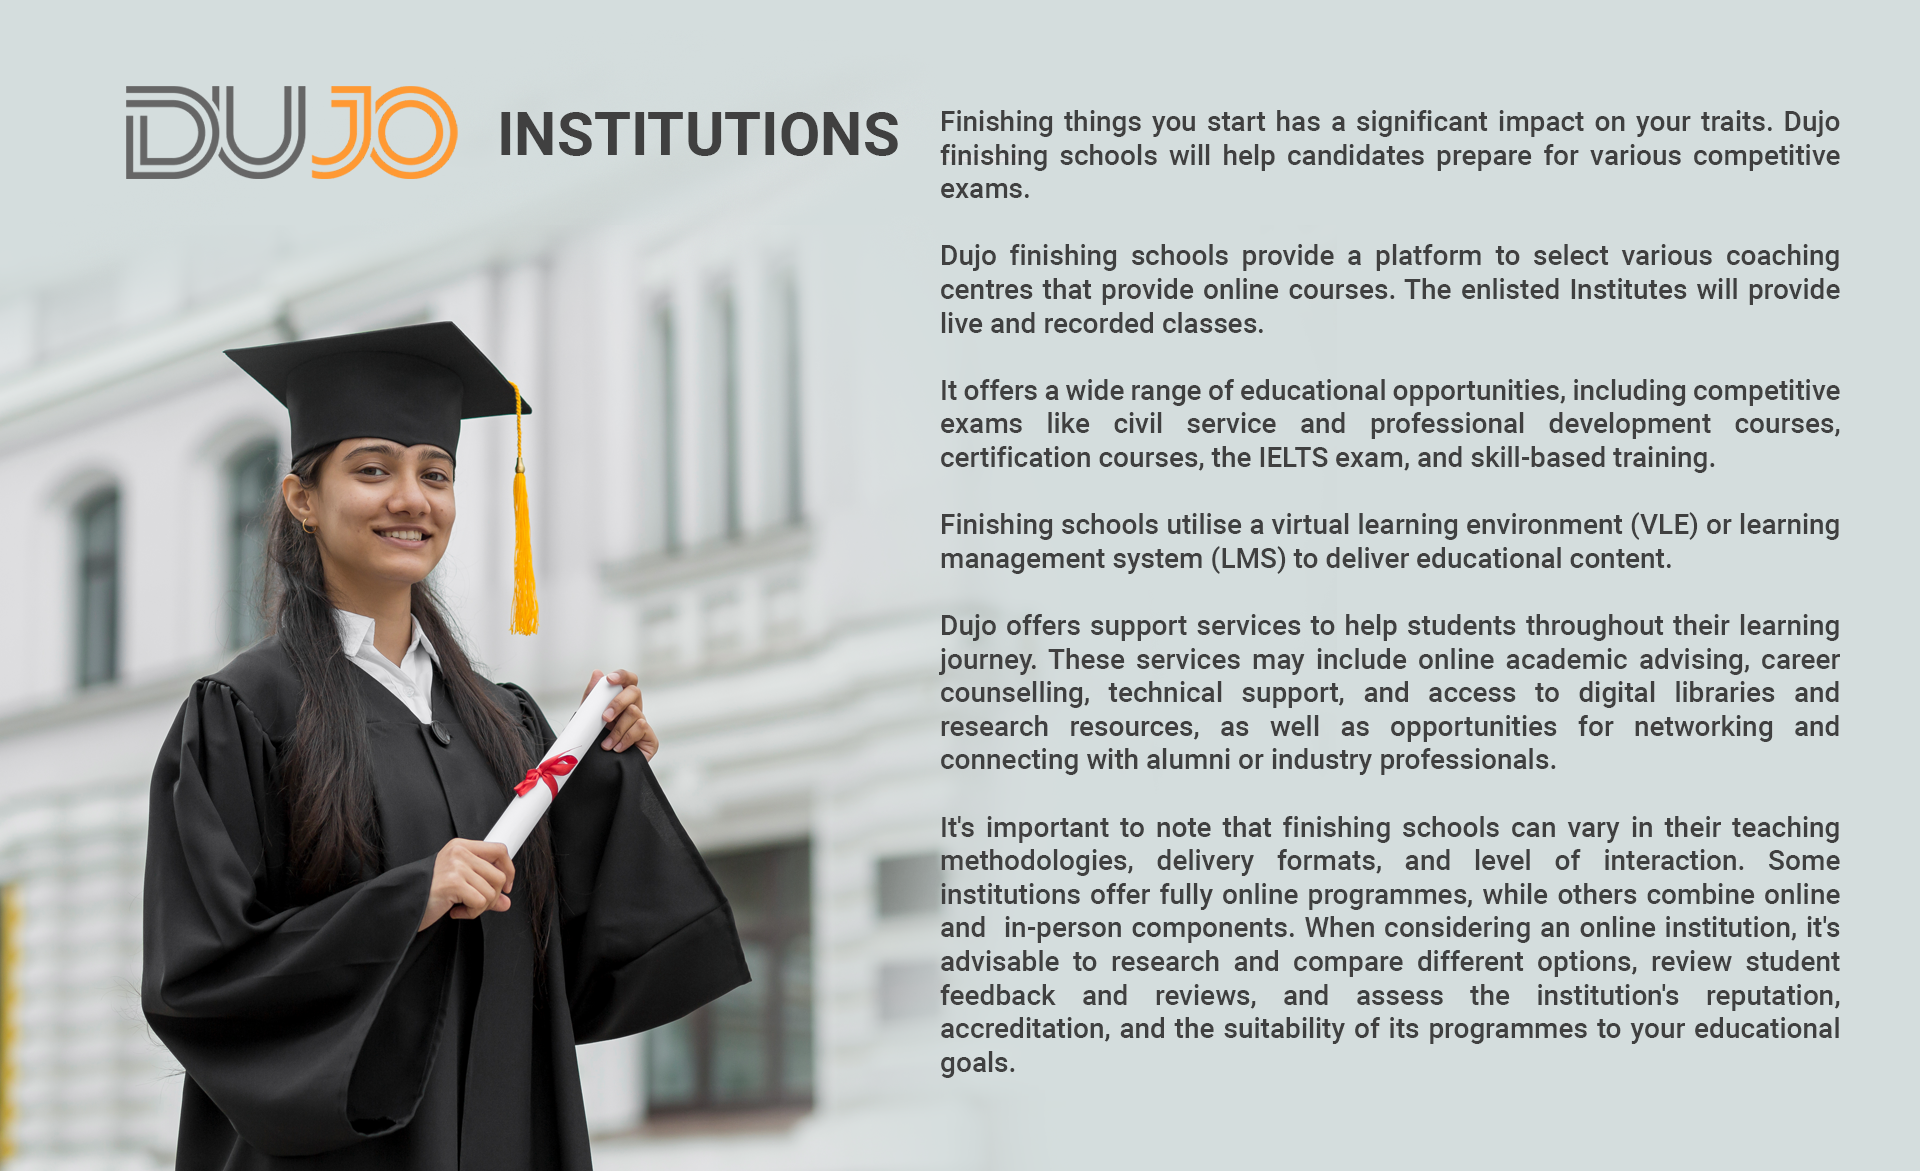 DUJO INSTITUTIONS
Finishing things you start has a significant impact on your traits. Dujo
finishing schools will help candidates prepare for various competitive
exams.
Dujo finishing schools provide a platform to select various coaching
centres that provide online courses. The enlisted Institutes will provide
live and recorded classes.
It offers a wide range of educational opportunities, including competitive
exams like civil service and professional development courses,
certification courses, the IELTS exam, and skill-based training.
Finishing schools utilise a virtual learning environment (VLE) or learning
management system (LMS) to deliver educational content.
Dujo offers support services to help students throughout their learning
journey. These services may include online academic advising, career
counselling, technical support, and access to digital libraries and
research resources, as well as opportunities for networking and
connecting with alumni or industry professionals.
It's important to note that finishing schools can vary in their teaching
methodologies, delivery formats, and level of interaction. Some
institutions offer fully online programmes, while others combine online
and in-person components. When considering an online institution, it's
advisable to research and compare different options, review student
feedback and reviews, and assess the institution's reputation,
accreditation, and the suitability of its programmes to your educational
goals.